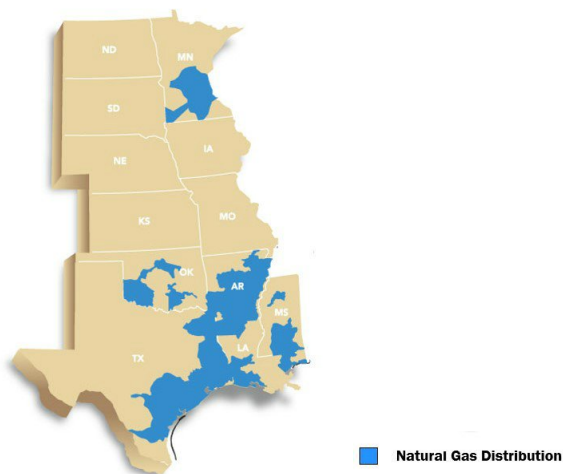 ND
MN
SD
IA
NE
KS
MO
OK
AR
MS
LA
TX
Natural Gas Distribution